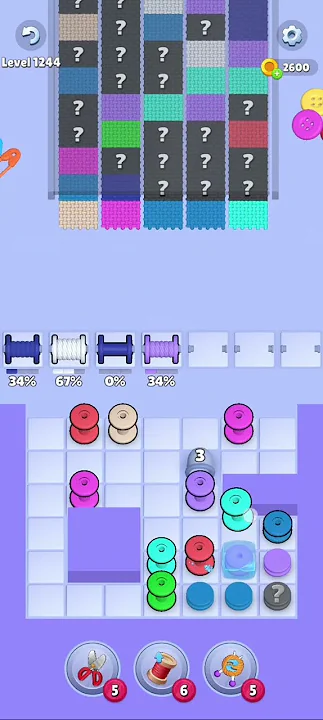 ? ?
Level 1244
? ? ?
2600
? ?
? ? ? ?
? ? ?
? ? ? ?
? ? ?
34% 67% 0% 34%
3
?
5 6 5